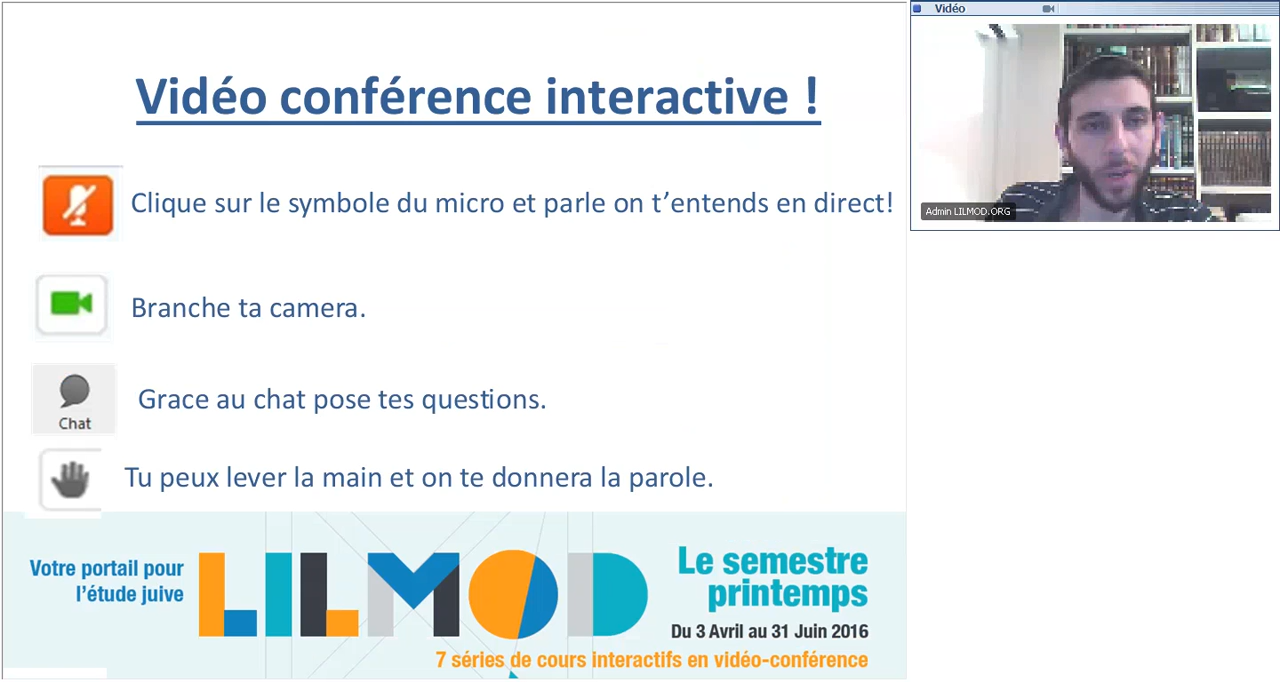 Vidéo
Vidéo conférence interactive !
Admin LILMOD.ORG
Clique sur le symbole du micro et parle on t’entends en direct!
Branche ta camera.
Grace au chat pose tes questions.
Chat
Tu peux lever la main et on te donnera la parole.
Votre portail pour
l’étude juive
LILMOD
Le semestre
printemps
Du 3 Avril au 31 Juin 2016
7 séries de cours interactifs en vidéo-conférence